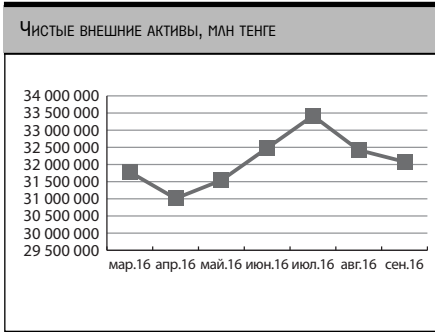 Чистые внешние активы, млн тенге
34 000 000
33 500 000
33 000 000
32 500 000
32 000 000
31 500 000
31 000 000
30 500 000
30 000 000
29 500 000
мар.16 апр.16 май.16 июн.16 июл.16 авг.16 сен.16